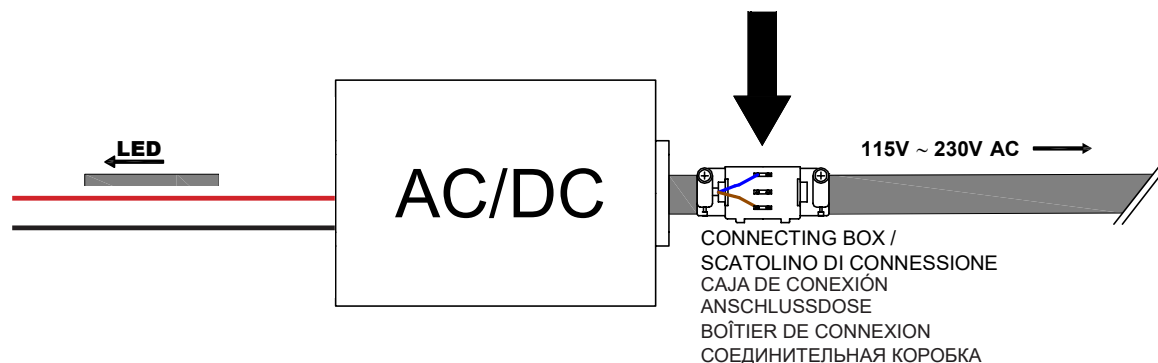 LED
AC/DC
115V ~ 230V AC
CONNECTING BOX /
SCATOLINO DI CONNESSIONE
CAJA DE CONEXIÓN
ANSCHLUSSDOSE
BOÎTIER DE CONNEXION
СОЕДИНИТЕЛЬНАЯ КОРОБКА